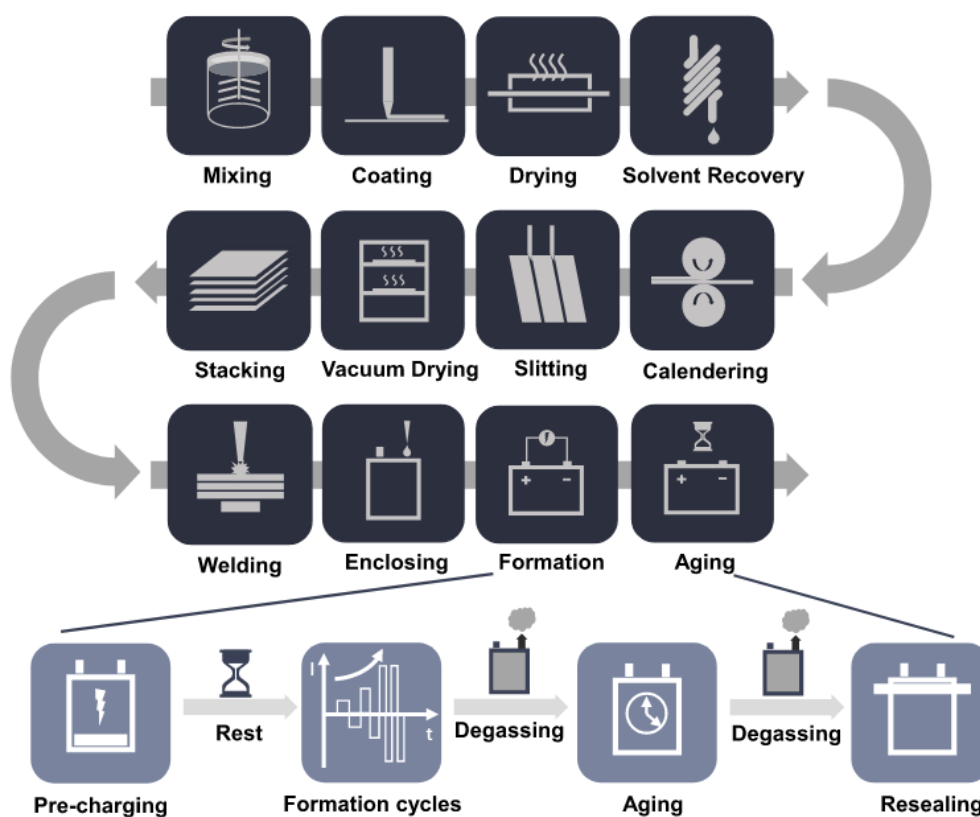 Mixing
Coating
Drying
Solvent Recovery
Stacking
Vacuum Drying
Slitting
Calendering
Welding
Enclosing
Formation
Aging
Pre-charging
Rest
I
t
Formation cycles
Degassing
Aging
Degassing
Resealing